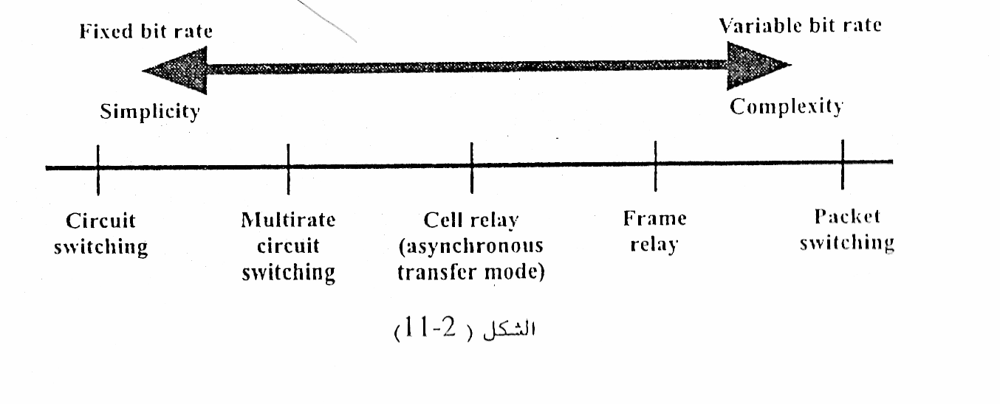 Fixed bit rate
Variable bit rate
Simplicity
Complexity
Circuit
switching
Multirate
circuit
switching
Cell relay
(asynchronous
transfer mode)
Frame
relay
Packet
switching
الشكل ( 2-11)